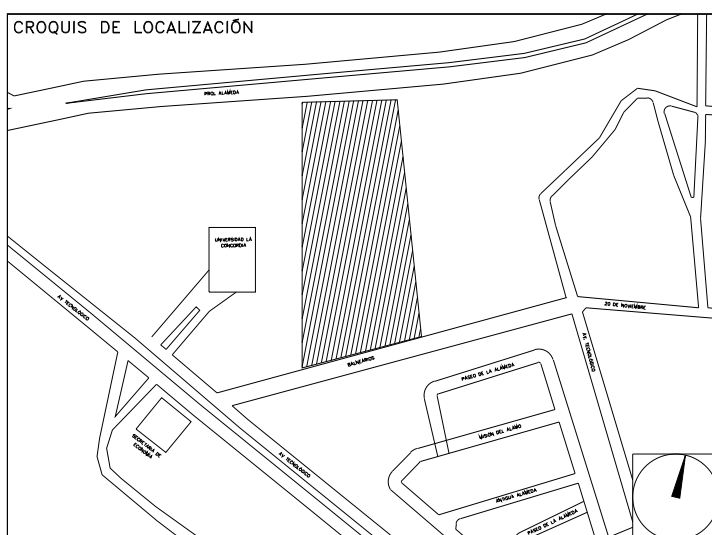 CROQUIS DE LOCALIZACIÓN
PROL ALAMEDA
UNIVERSIDAD LA
CONCORDIA
AV TECNOLOGICO
20 DE NOVIEMBRE
BALNEARIOS
AV. TECNOLOGICO
PASEO DE LA ALAMEDA
MISION DEL ALAMO
SECRETARIA DE
ECONOMIA
AV TECNOLOGICO
ANTIGUA ALAMEDA
PASEO DE LA ALAMEDA